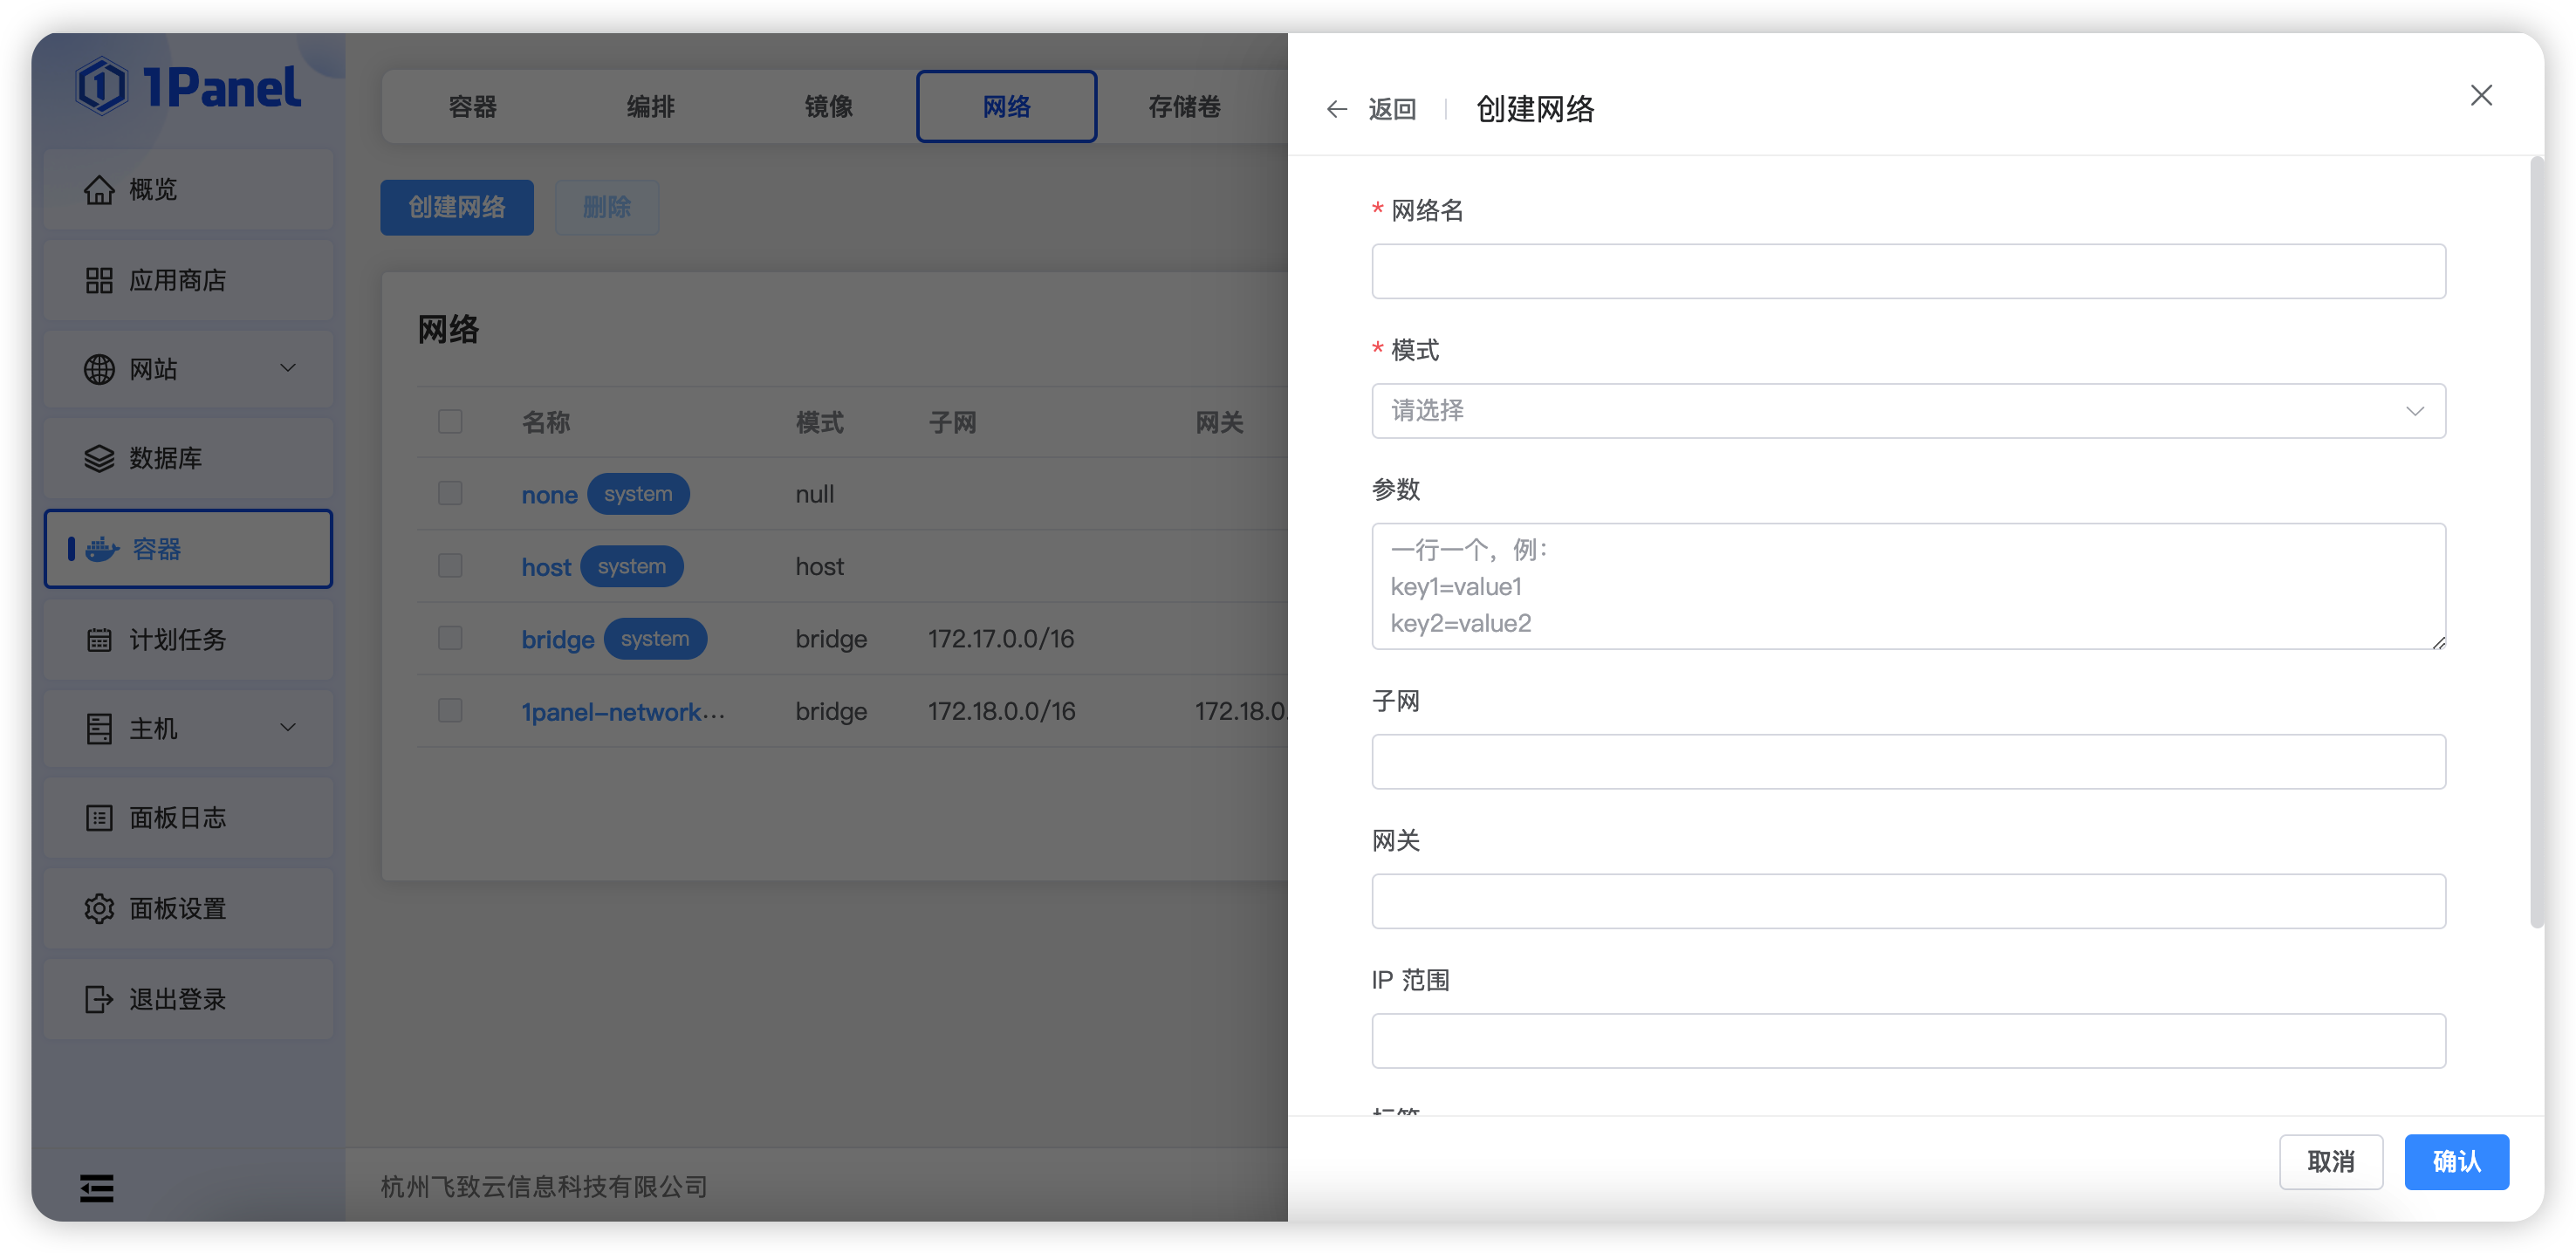 1Panel
概览
应用商店
网站
数据库
容器
计划任务
主机
面板日志
面板设置
退出登录
容器 编排 镜像 网络 存储卷
创建网络 删除
网络
名称 模式 子网 网关
none system null
host system host
bridge system bridge 172.17.0.0/16
1panel-network... bridge 172.18.0.0/16 172.18.0.
杭州飞致云信息科技有限公司
返回 创建网络
* 网络名
* 模式
请选择
参数
一行一个，例：
key1=value1
key2=value2
子网
网关
IP 范围
取消 确认